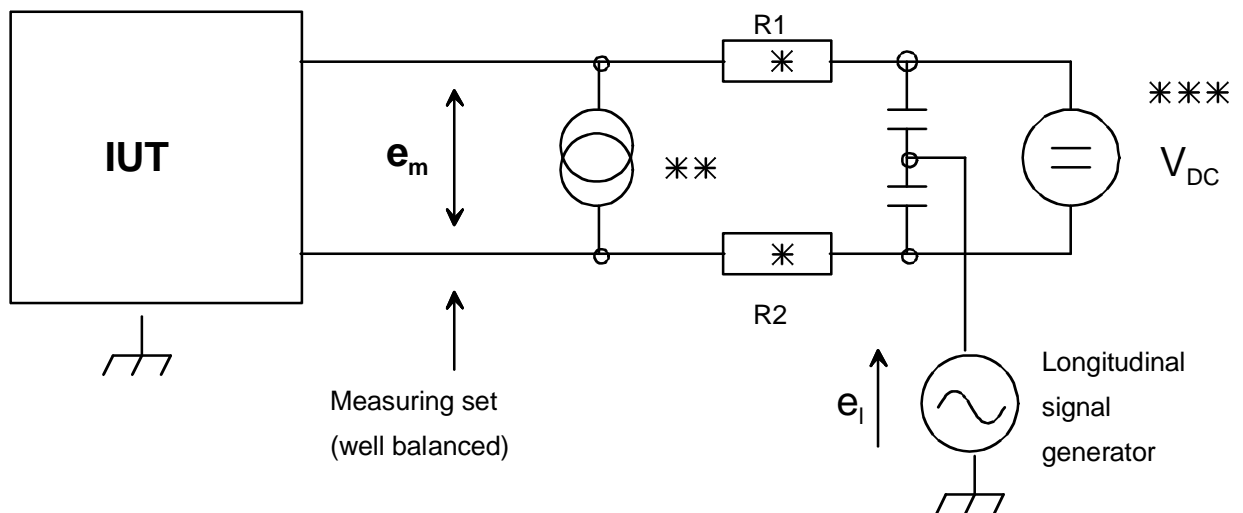 R1
***
IUT
e_m
**
V_DC
*
*
R2
Measuring set
(well balanced)
e_l
Longitudinal
signal
generator